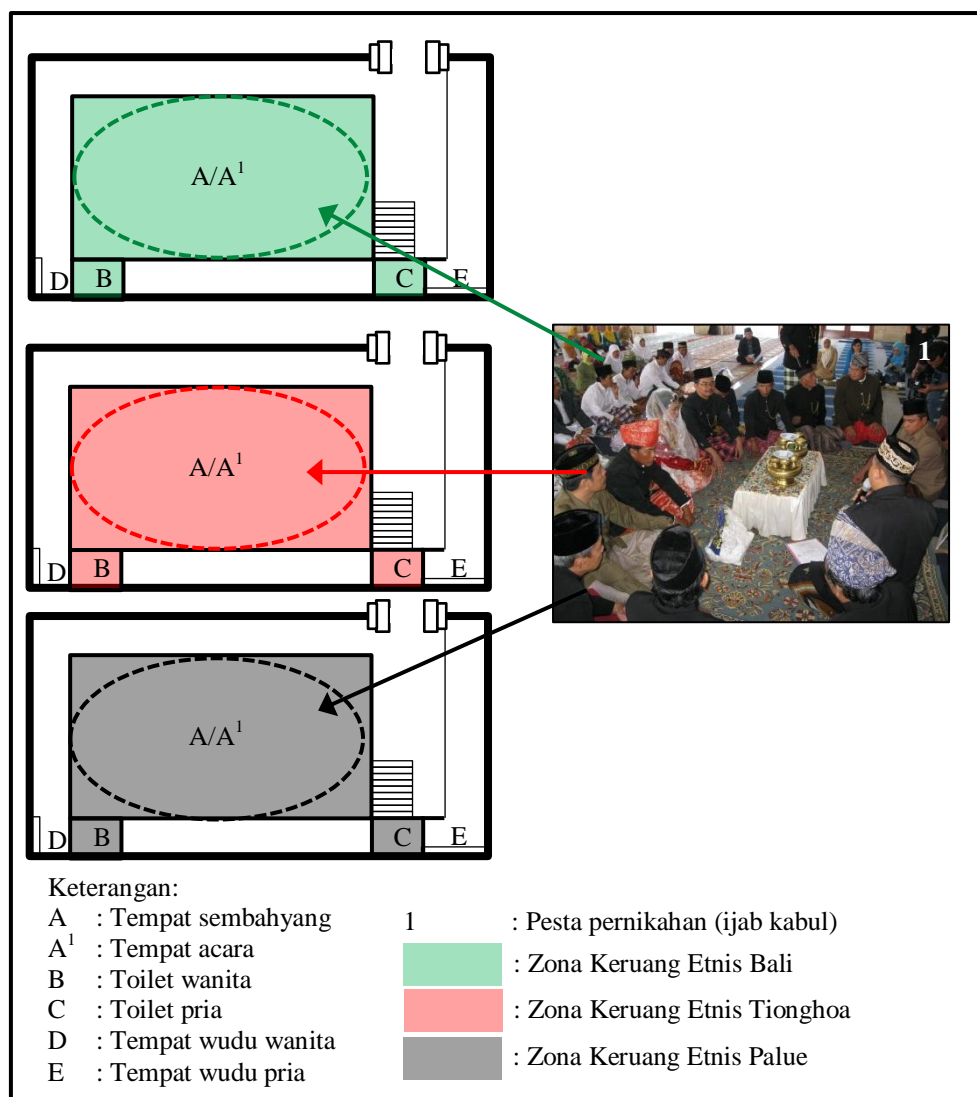 A/A¹
D
B
C
E
1
A/A¹
D
B
C
E
A/A¹
D
B
C
E
Keterangan:
A : Tempat sembahyang
A¹ : Tempat acara
B : Toilet wanita
C : Toilet pria
D : Tempat wudu wanita
E : Tempat wudu pria
1 : Pesta pernikahan (ijab kabul)
: Zona Keruang Etnis Bali
: Zona Keruang Etnis Tionghoa
: Zona Keruang Etnis Palue